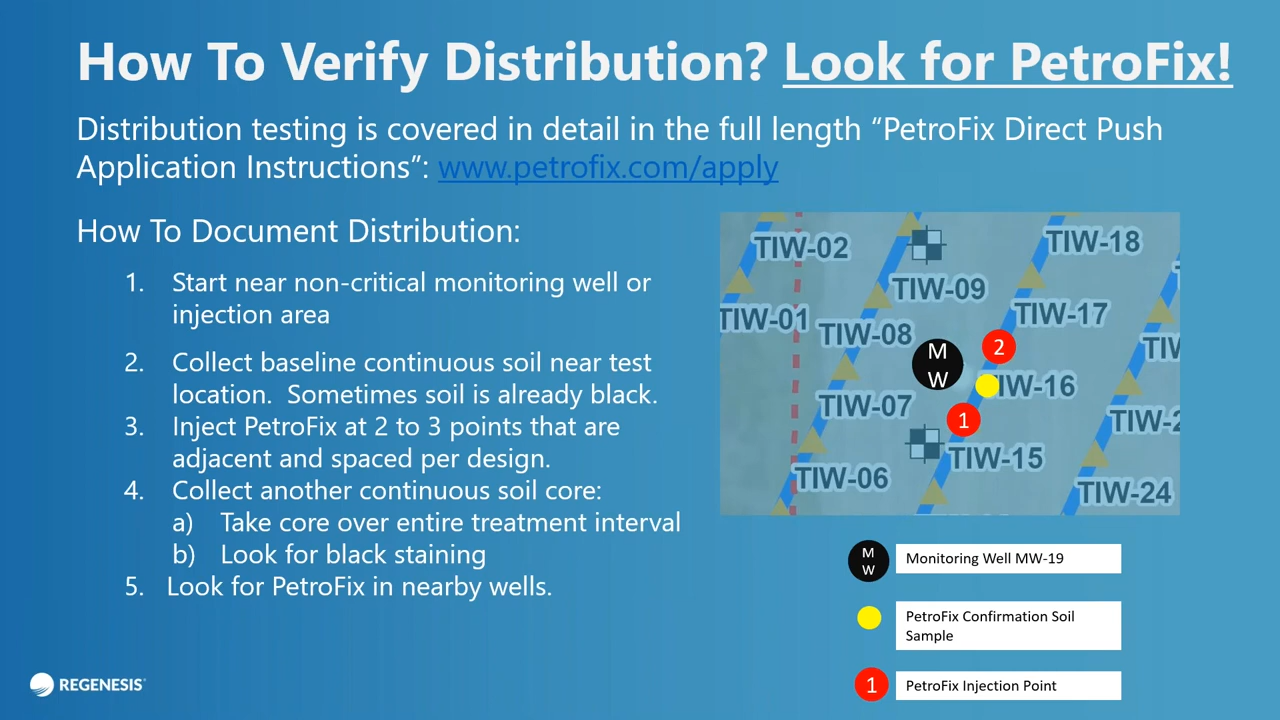 How To Verify Distribution? Look for PetroFix!
Distribution testing is covered in detail in the full length “PetroFix Direct Push
Application Instructions”: www.petrofix.com/apply
How To Document Distribution:
1. Start near non-critical monitoring well or
injection area
2. Collect baseline continuous soil near test
location. Sometimes soil is already black.
3. Inject PetroFix at 2 to 3 points that are
adjacent and spaced per design.
4. Collect another continuous soil core:
a) Take core over entire treatment interval
b) Look for black staining
5. Look for PetroFix in nearby wells.
TIW-02
TIW-18
TIW-09
TIW-01
TIW-17
TIW-08
2
M
W
IW-16
TIW-07
1
TIW-15
TIW-06
TIW-24
M
W
Monitoring Well MW-19
PetroFix Confirmation Soil
Sample
1
PetroFix Injection Point
REGENESIS